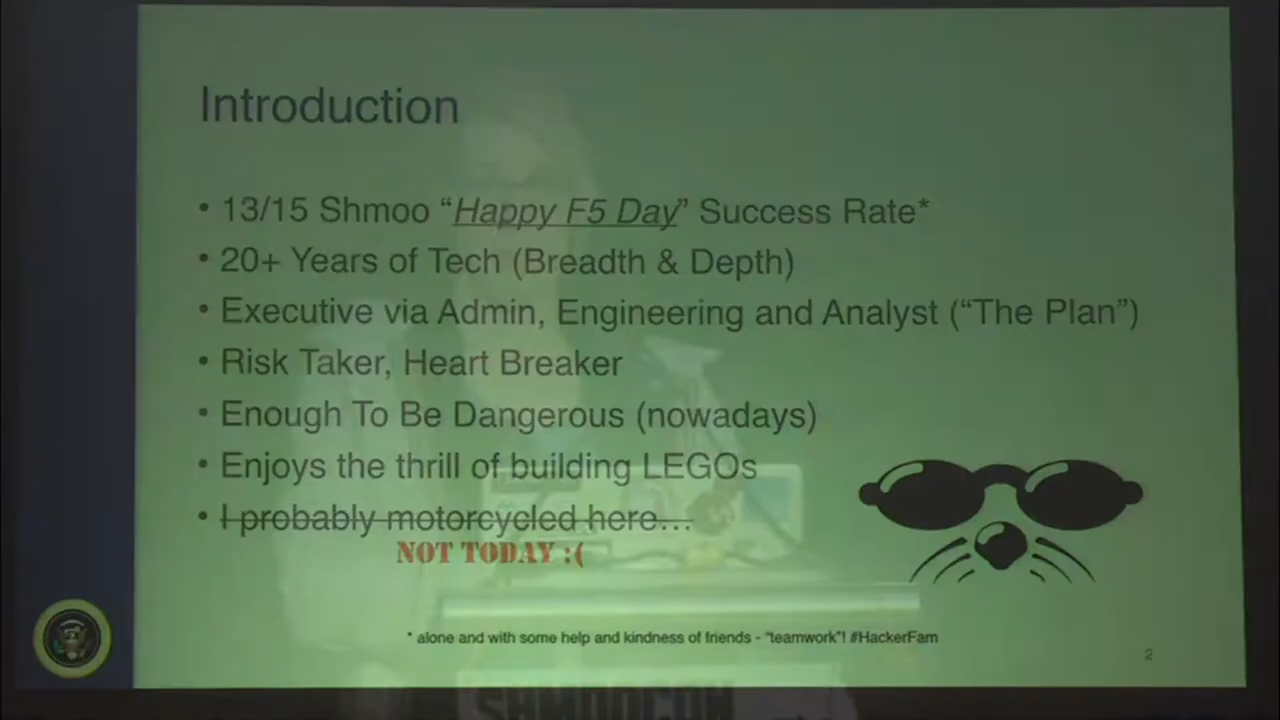 Introduction
• 13/15 Shmoo “Happy F5 Day” Success Rate*
• 20+ Years of Tech (Breadth & Depth)
• Executive via Admin, Engineering and Analyst (“The Plan”)
• Risk Taker, Heart Breaker
• Enough To Be Dangerous (nowadays)
• Enjoys the thrill of building LEGOs
• I probably motorcycled here…
NOT TODAY :(
* alone and with some help and kindness of friends - “teamwork”! #HackerFam
2
SHMOOCON